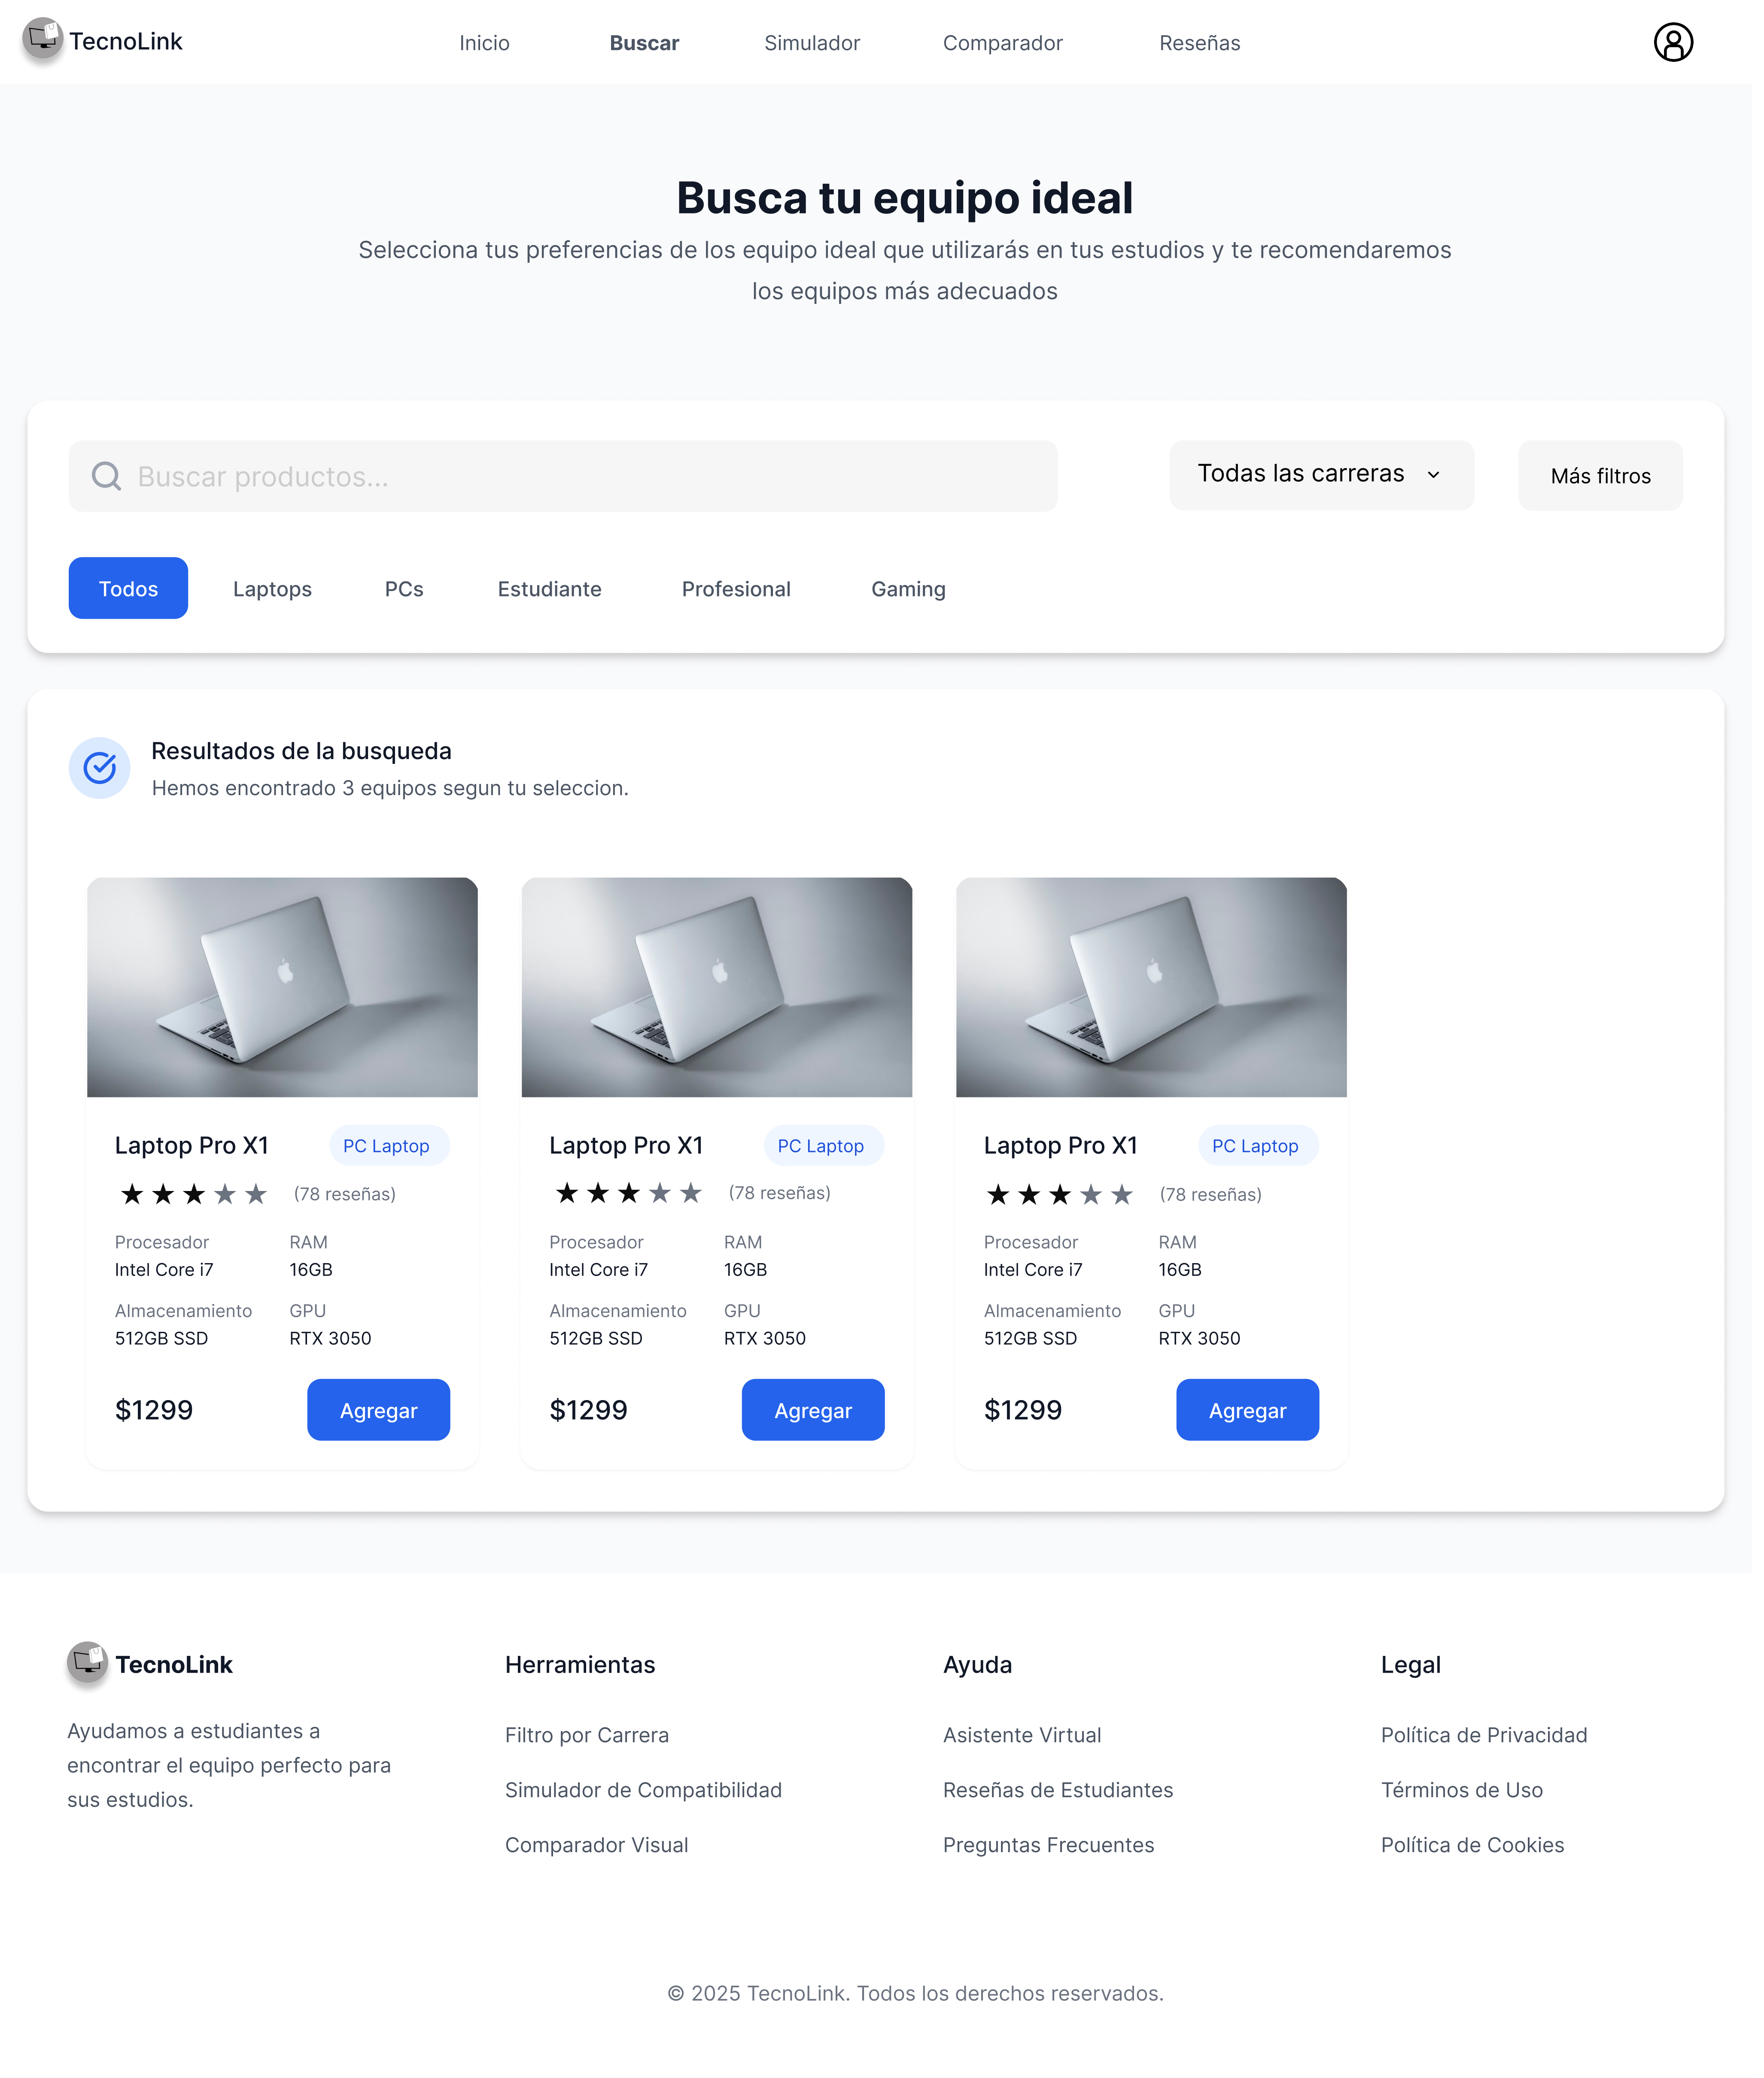 TecnoLink
Inicio
Buscar
Simulador
Comparador
Reseñas
Busca tu equipo ideal
Selecciona tus preferencias de los equipo ideal que utilizarás en tus estudios y te recomendaremos
los equipos más adecuados
Buscar productos...
Todas las carreras
Más filtros
Todos
Laptops
PCs
Estudiante
Profesional
Gaming
Resultados de la busqueda
Hemos encontrado 3 equipos segun tu seleccion.
Laptop Pro X1
PC Laptop
★★★★★ (78 reseñas)
Procesador
RAM
Intel Core i7
16GB
Almacenamiento
GPU
512GB SSD
RTX 3050
$1299
Agregar
Laptop Pro X1
PC Laptop
★★★★★ (78 reseñas)
Procesador
RAM
Intel Core i7
16GB
Almacenamiento
GPU
512GB SSD
RTX 3050
$1299
Agregar
Laptop Pro X1
PC Laptop
★★★★★ (78 reseñas)
Procesador
RAM
Intel Core i7
16GB
Almacenamiento
GPU
512GB SSD
RTX 3050
$1299
Agregar
TecnoLink
Ayudamos a estudiantes a
encontrar el equipo perfecto para
sus estudios.
Herramientas
Filtro por Carrera
Simulador de Compatibilidad
Comparador Visual
Ayuda
Asistente Virtual
Reseñas de Estudiantes
Preguntas Frecuentes
Legal
Política de Privacidad
Términos de Uso
Política de Cookies
© 2025 TecnoLink. Todos los derechos reservados.